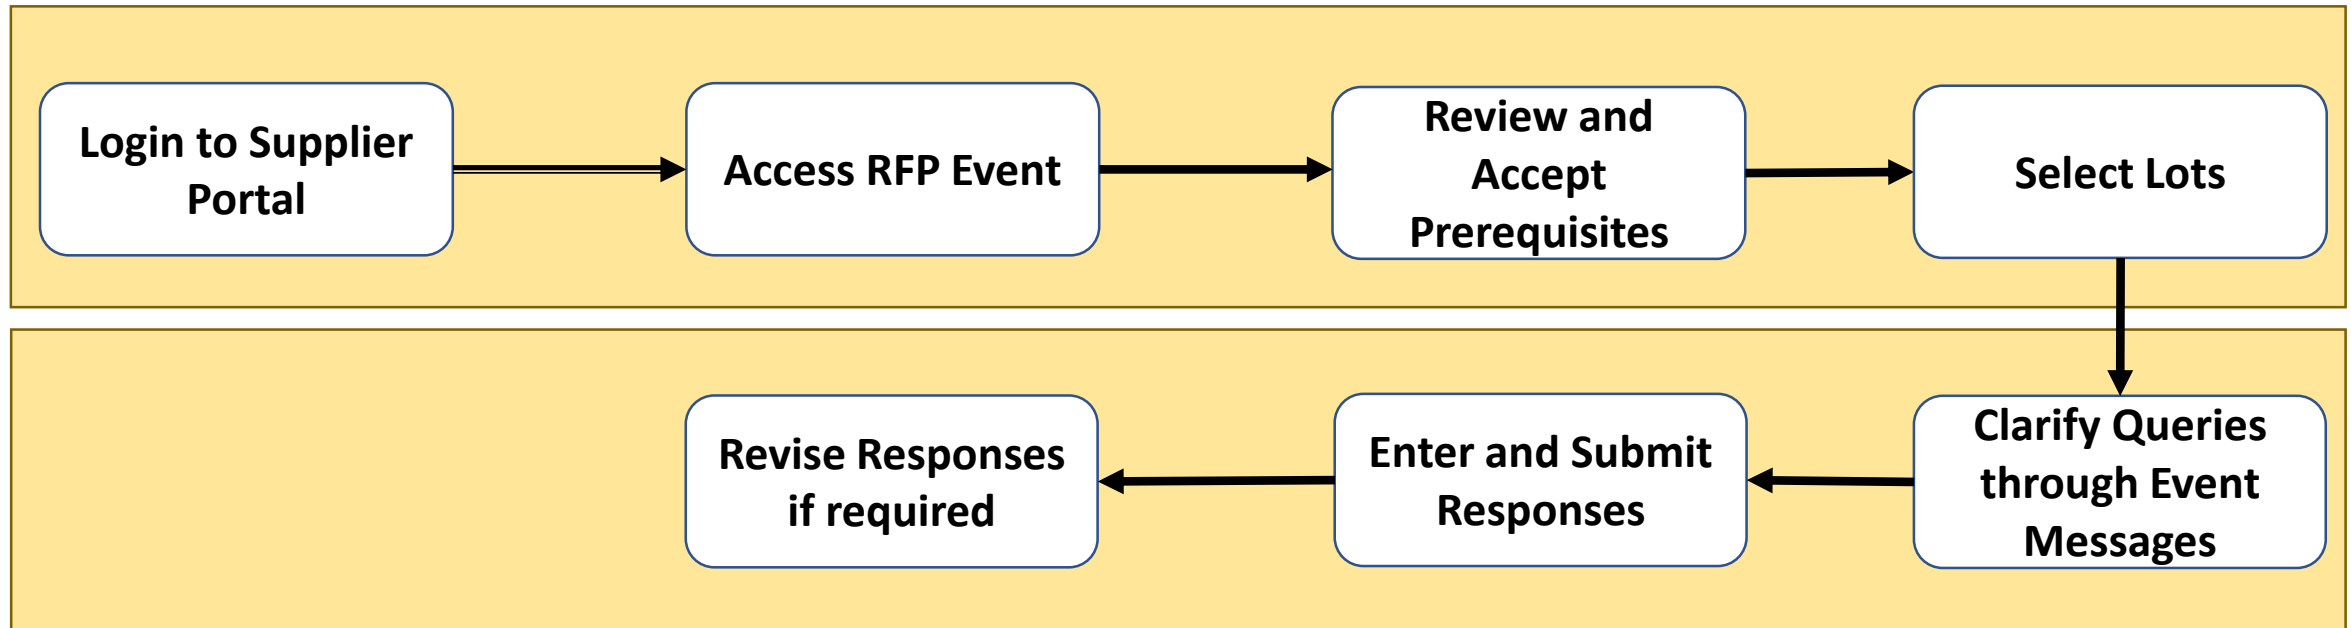 Login to Supplier
Portal
Access RFP Event
Review and
Accept
Prerequisites
Select Lots
Clarify Queries
through Event
Messages
Enter and Submit
Responses
Revise Responses
if required